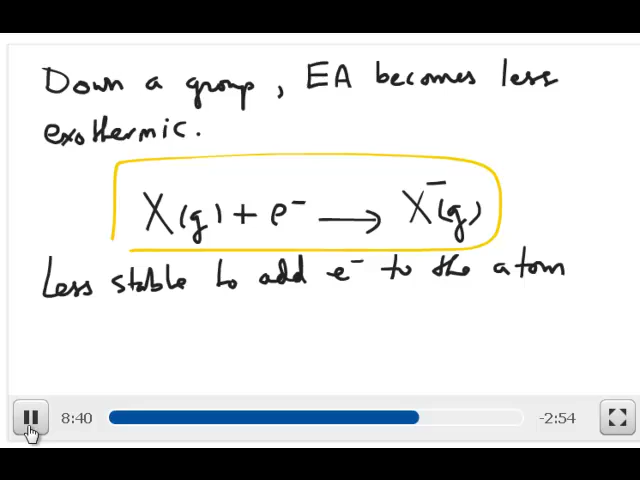 Down a group, EA becomes less
exothermic.
X(g) + e⁻ → X⁻(g)
Less stable to add e⁻ to the atom
8:40
-2:54